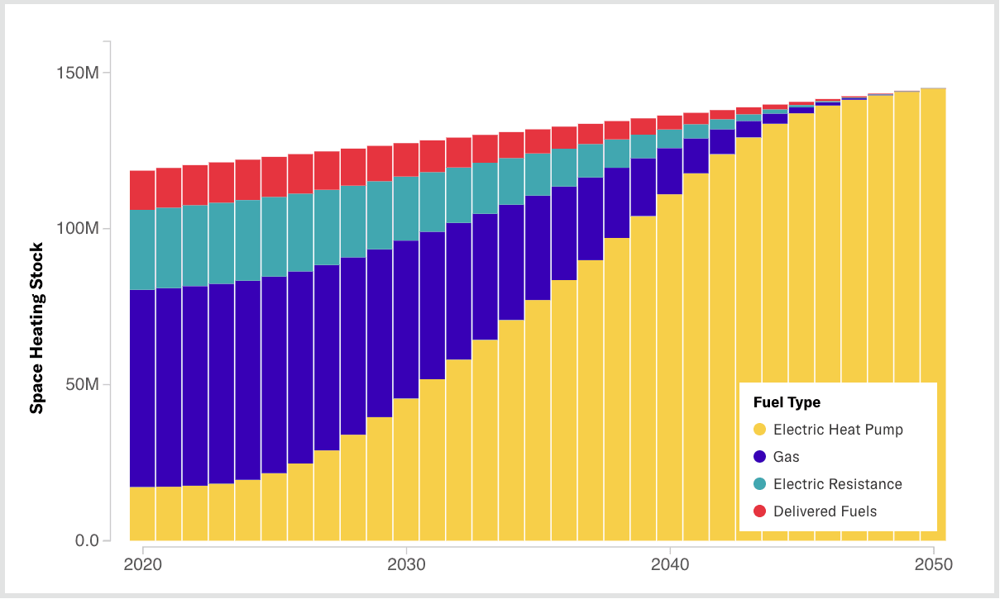 150M
100M
50M
0.0
Space Heating Stock
2020
2030
2040
2050
Fuel Type
Electric Heat Pump
Gas
Electric Resistance
Delivered Fuels